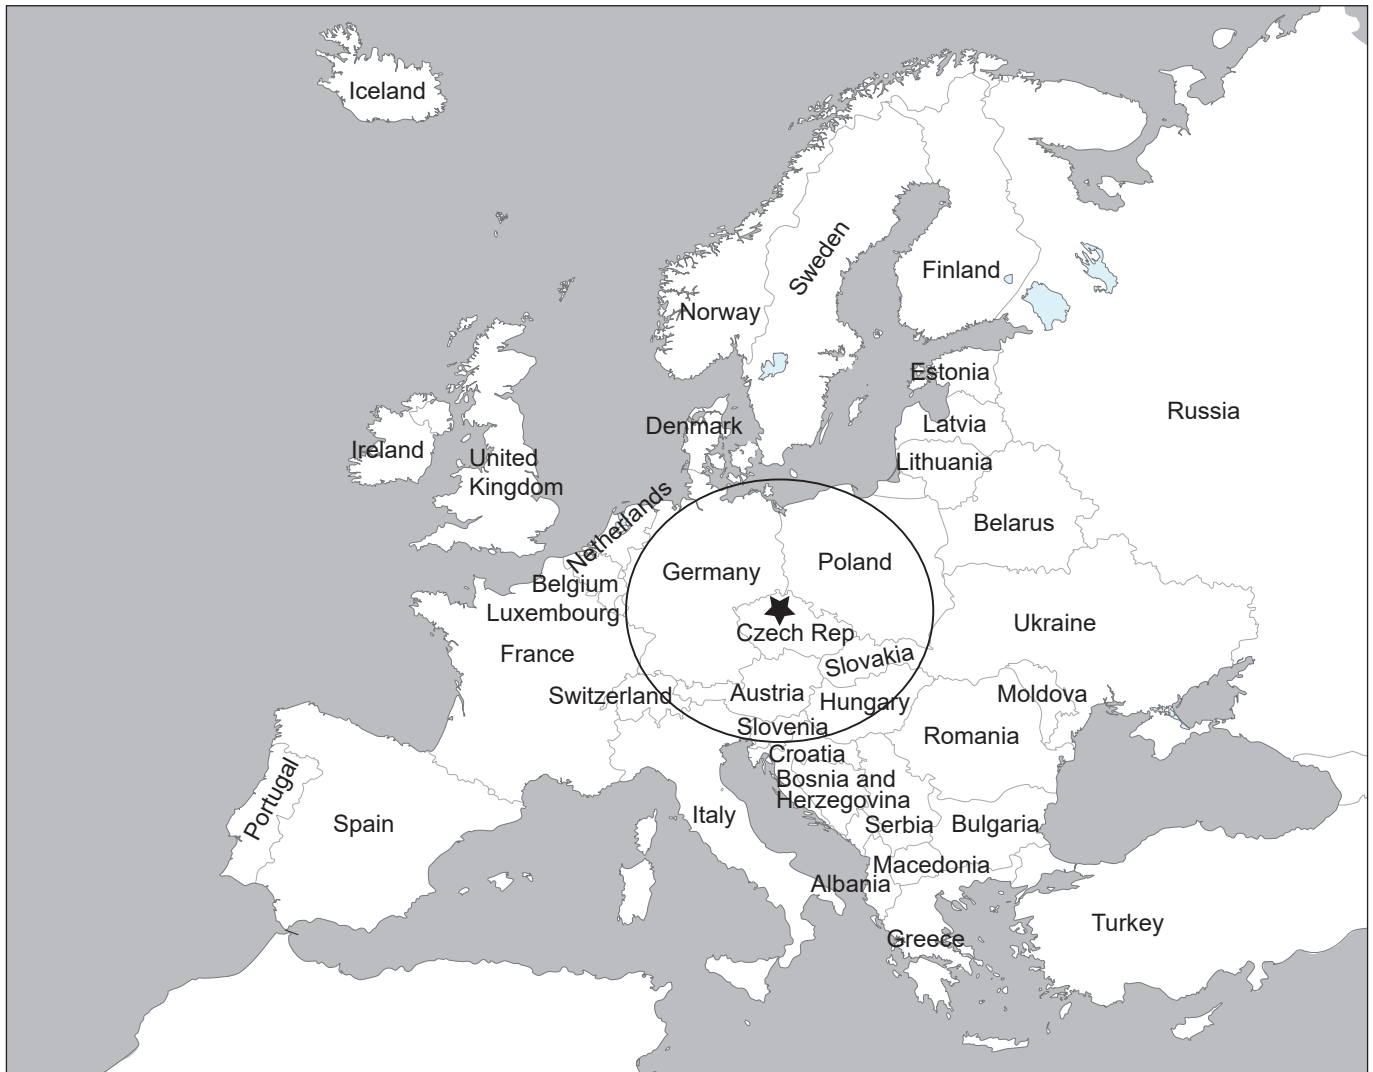 Iceland
Sweden
Finland
Norway
Estonia
Russia
Latvia
Denmark
Ireland
United
Kingdom
Lithuania
Netherlands
Belarus
Germany
Poland
Belgium
Luxembourg
Ukraine
Czech Rep
France
Slovakia
Switzerland
Austria
Hungary
Moldova
Slovenia
Romania
Croatia
Bosnia and
Herzegovina
Portugal
Spain
Italy
Serbia
Bulgaria
Macedonia
Albania
Turkey
Greece